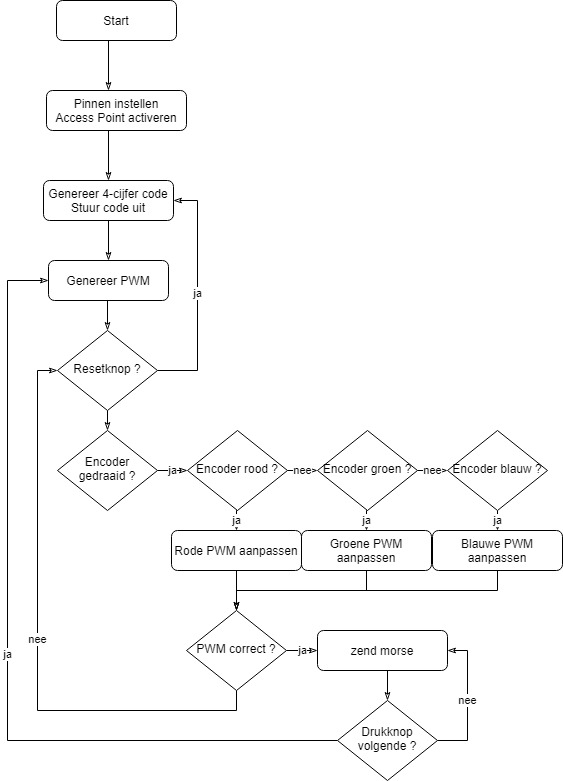 Start
Pinnen instellen
Access Point activeren
Genereer 4-cijfer code
Stuur code uit
Genereer PWM
ja
Resetknop ?
Encoder
gedraaid ?
ja
Encoder rood ?
nee
Encoder groen ?
nee
Encoder blauw ?
ja
ja
ja
Rode PWM aanpassen
Groene PWM
aanpassen
Blauwe PWM
aanpassen
nee
ja
PWM correct ?
ja
zend morse
nee
Drukknop
volgende ?